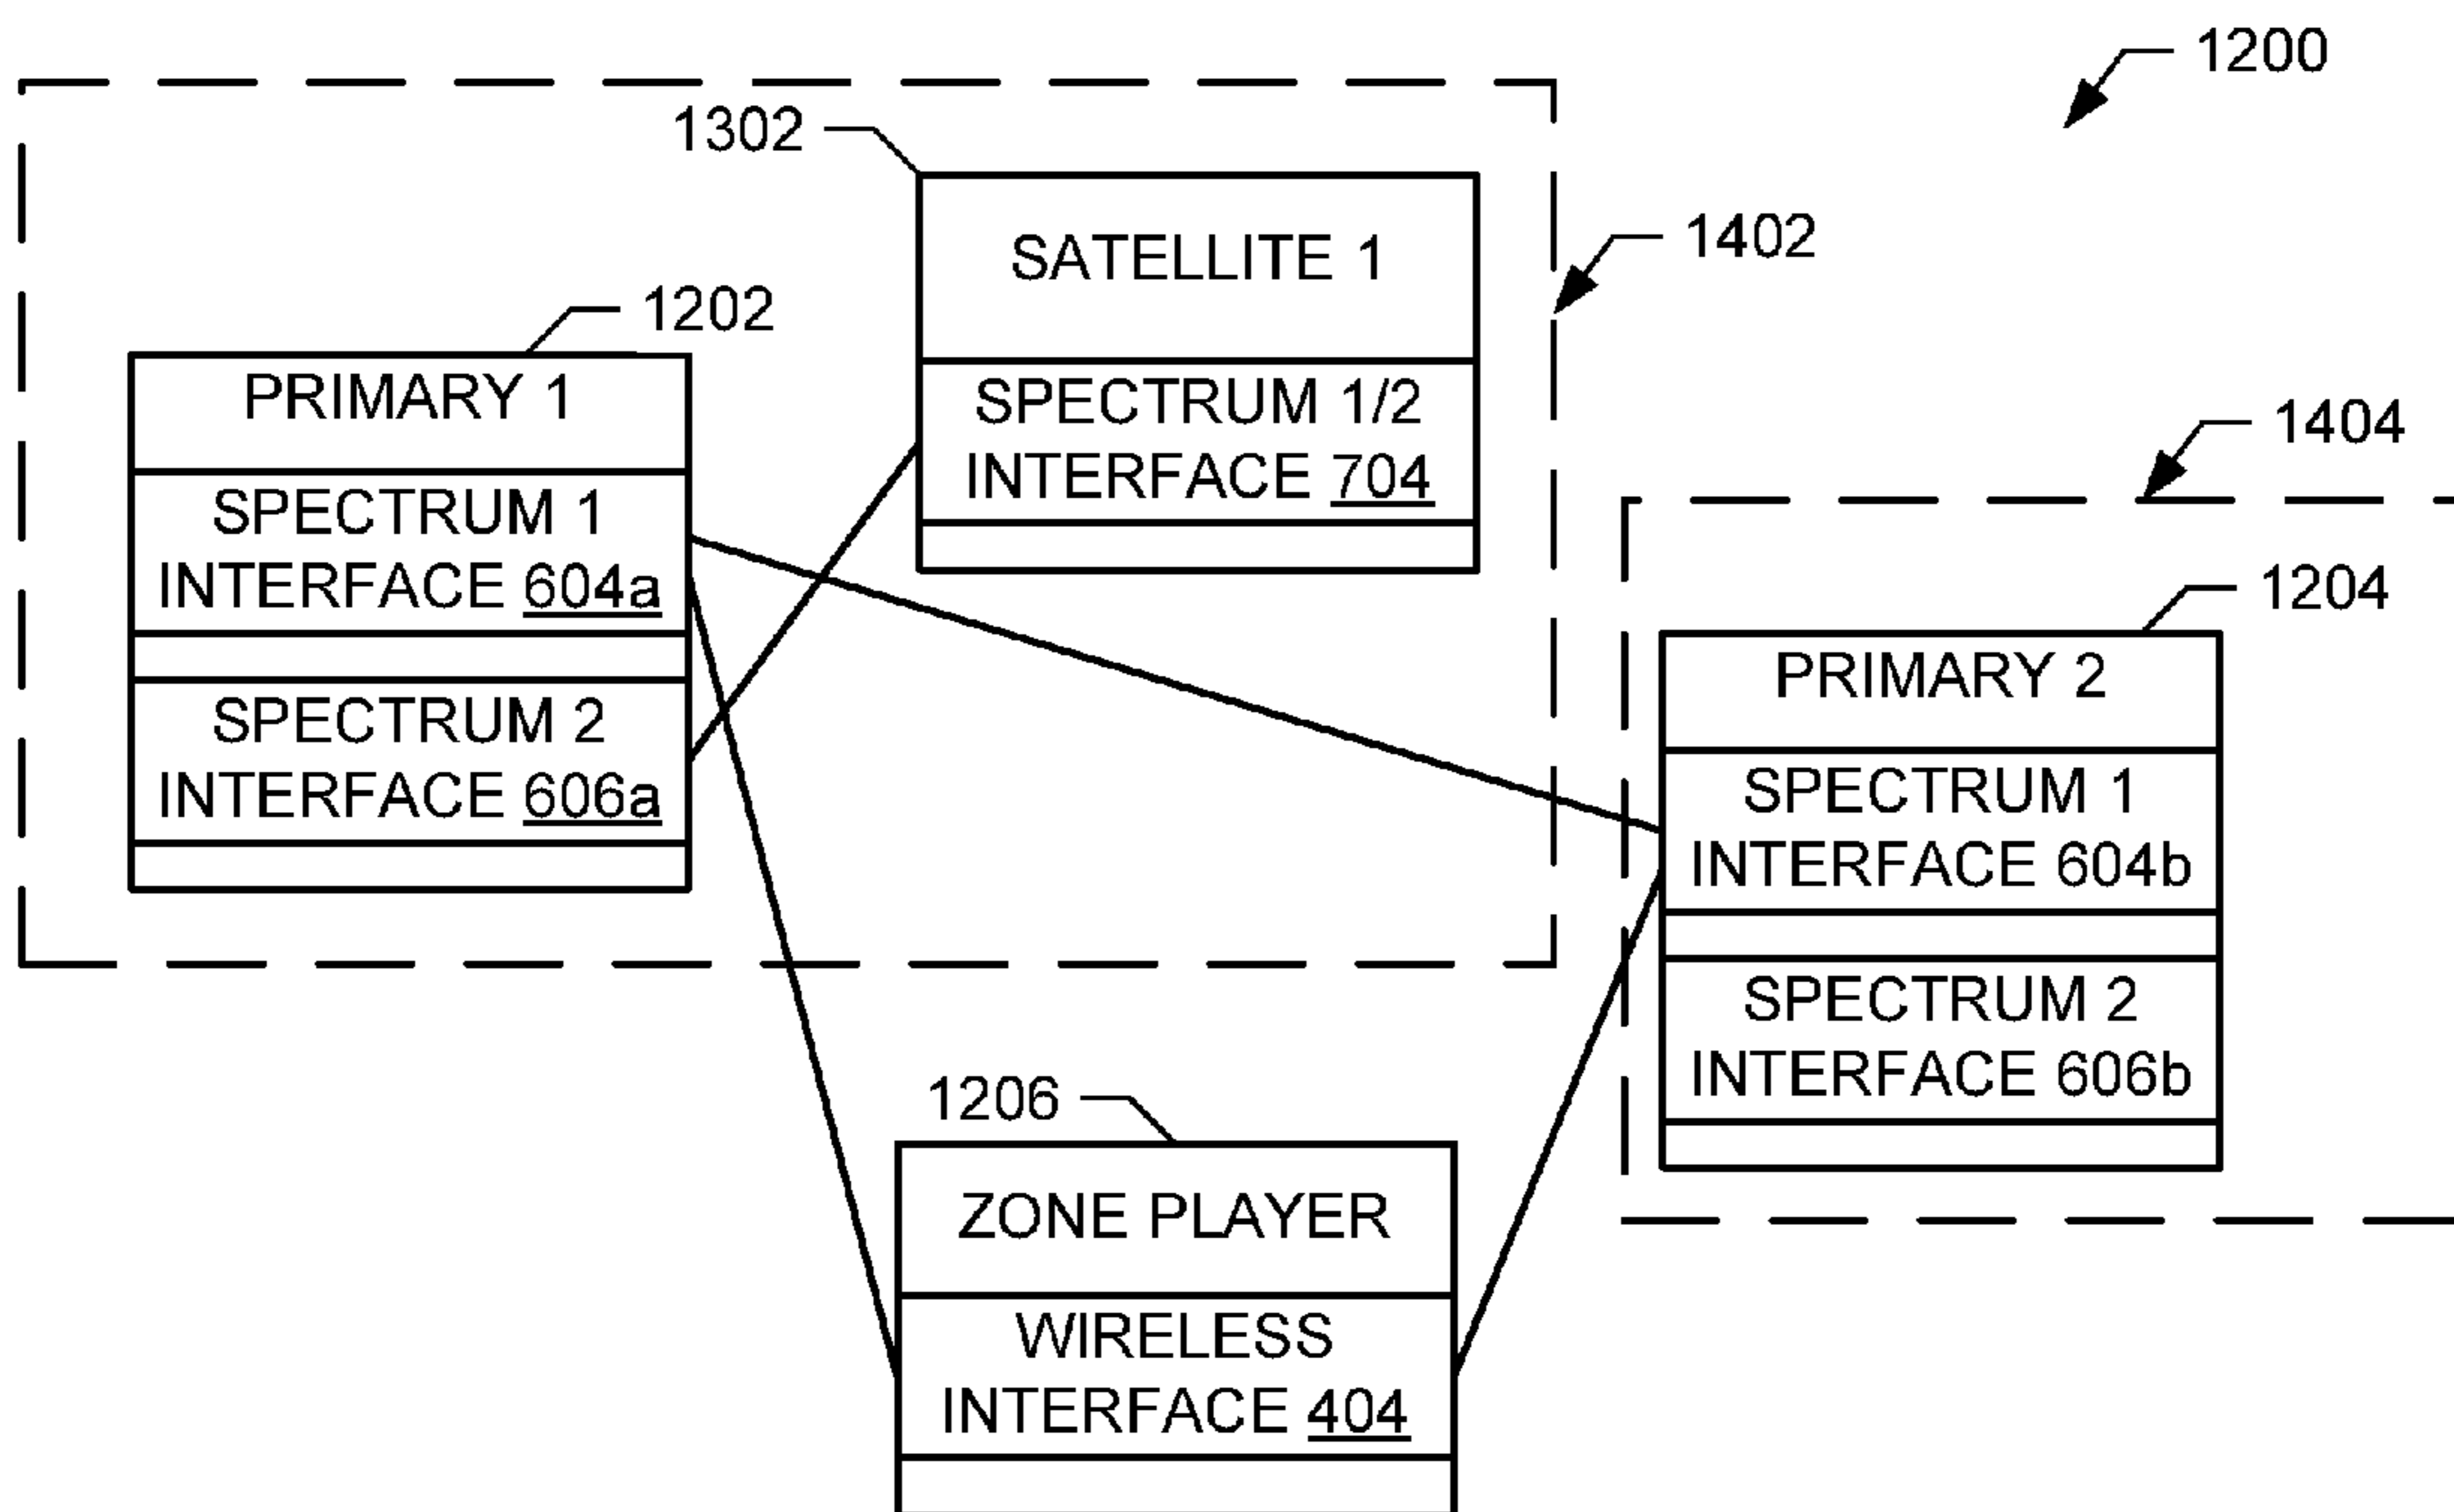 1200
1302
SATELLITE 1
1402
SPECTRUM 1/2
INTERFACE 704
1202
PRIMARY 1
SPECTRUM 1
INTERFACE 604a
SPECTRUM 2
INTERFACE 606a
1404
1204
PRIMARY 2
SPECTRUM 1
INTERFACE 604b
SPECTRUM 2
INTERFACE 606b
1206
ZONE PLAYER
WIRELESS
INTERFACE 404